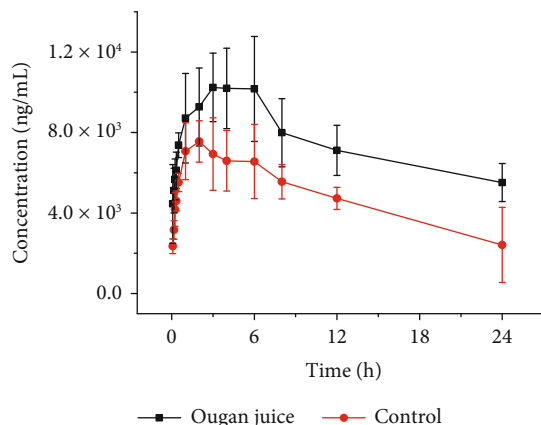 Concentration (ng/mL)
1.2 × 10⁴
8.0 × 10³
4.0 × 10³
0.0
0 6 12 18 24
Time (h)
Ougan juice Control